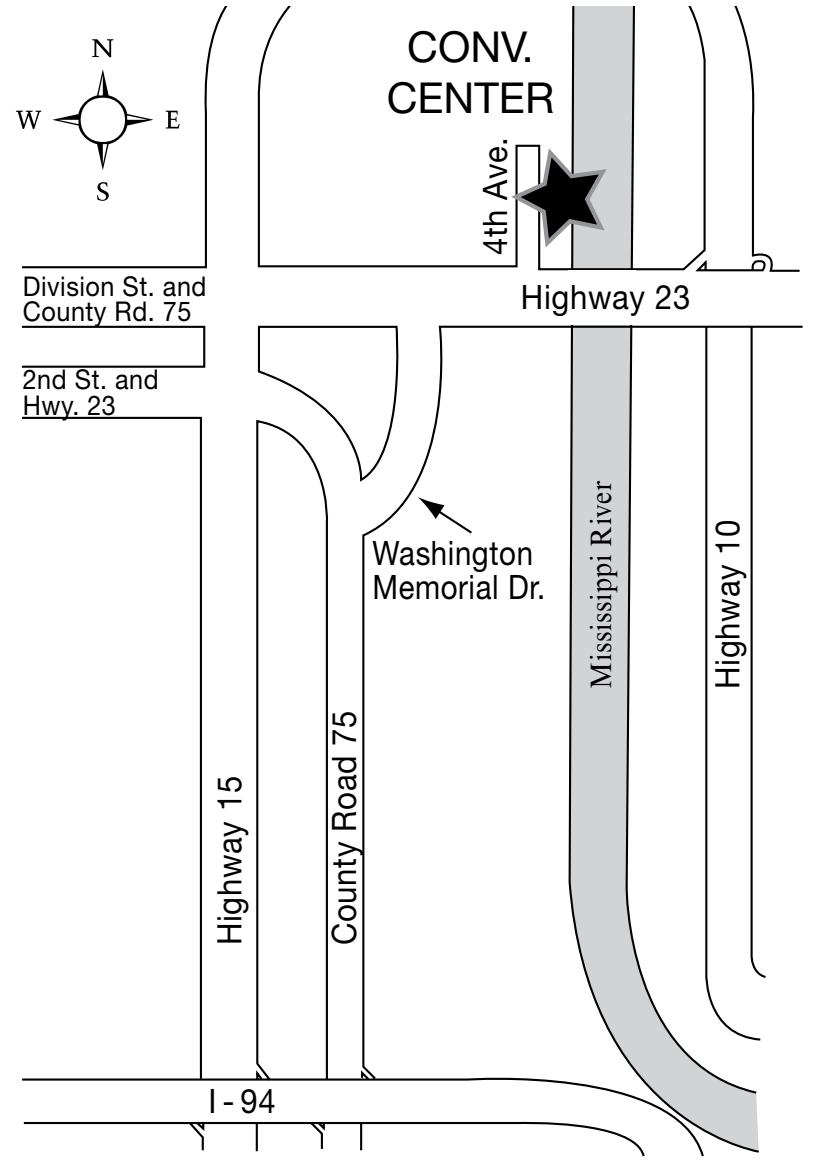 N
W
E
S
CONV.
CENTER
4th Ave.
Division St. and
County Rd. 75
Highway 23
2nd St. and
Hwy. 23
Washington
Memorial Dr.
Mississippi River
Highway 10
County Road 75
Highway 15
I-94